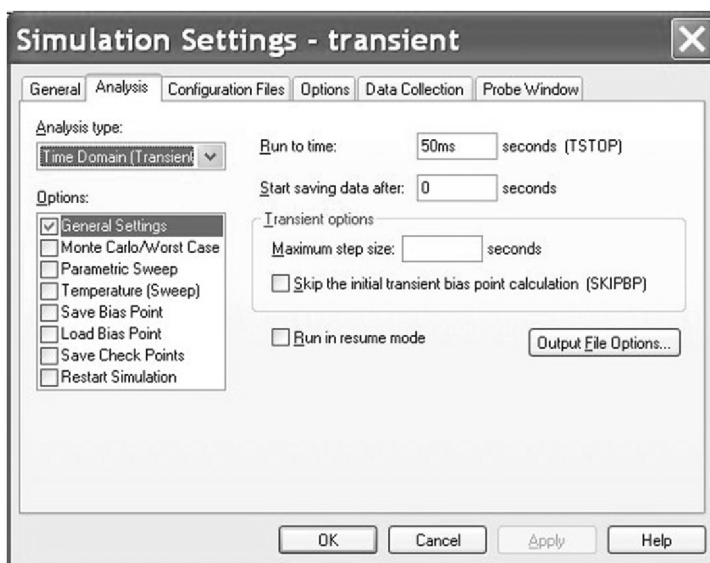 Simulation Settings - transient
General Analysis Configuration Files Options Data Collection Probe Window
Analysis type:
Time Domain (Transient
Options:
General Settings
Monte Carlo/Worst Case
Parametric Sweep
Temperature (Sweep)
Save Bias Point
Load Bias Point
Save Check Points
Restart Simulation
Run to time: 50ms seconds (TSTOP)
Start saving data after: 0 seconds
Transient options
Maximum step size: seconds
Skip the initial transient bias point calculation (SKIPBP)
Run in resume mode
Output File Options...
OK Cancel Apply Help